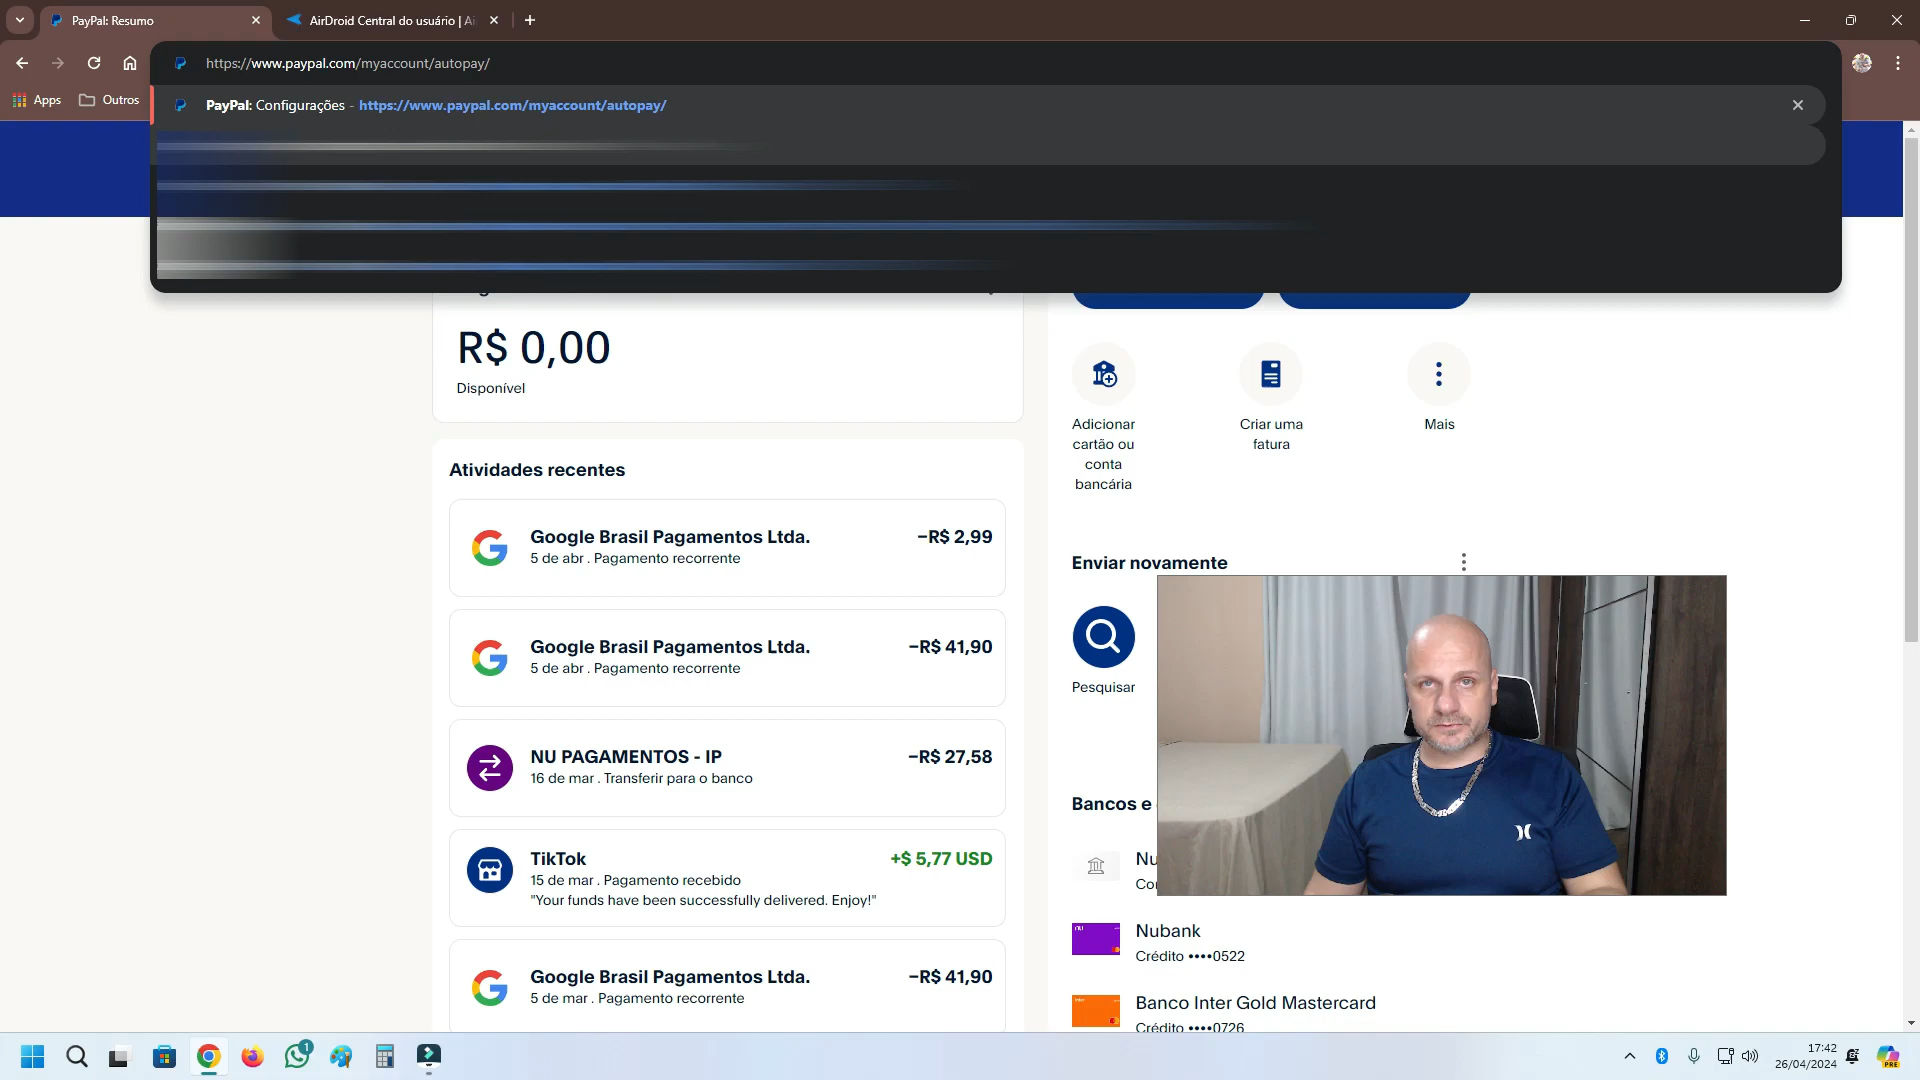 PayPal: Resumo
AirDroid Central do usuário | Ai
https://www.paypal.com/myaccount/autopay/
Apps
Outros
PayPal: Configurações - https://www.paypal.com/myaccount/autopay/
R$ 0,00
Disponível
Adicionar
cartão ou
conta
bancária
Criar uma
fatura
Mais
Atividades recentes
Google Brasil Pagamentos Ltda.
−R$ 2,99
5 de abr . Pagamento recorrente
Google Brasil Pagamentos Ltda.
−R$ 41,90
5 de abr . Pagamento recorrente
NU PAGAMENTOS - IP
−R$ 27,58
16 de mar . Transferir para o banco
TikTok
+$ 5,77 USD
15 de mar . Pagamento recebido
"Your funds have been successfully delivered. Enjoy!"
Google Brasil Pagamentos Ltda.
−R$ 41,90
5 de mar . Pagamento recorrente
Enviar novamente
Pesquisar
Bancos e
Nu
Co
Nubank
Crédito ••••0522
Banco Inter Gold Mastercard
Crédito ••••0726
1
17:42
26/04/2024
PRE